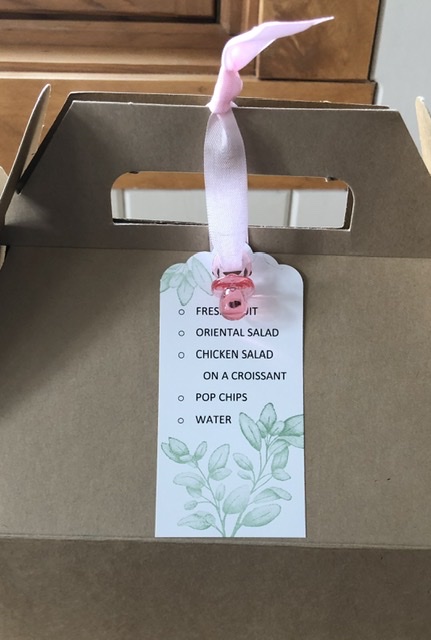 ORIENTAL SALAD
CHICKEN SALAD
ON A CROISSANT
POP CHIPS
WATER